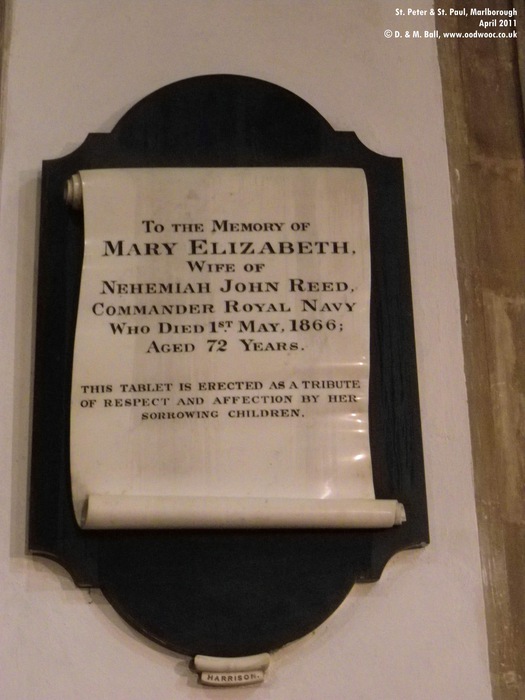 St. Peter & St. Paul, Marlborough
April 2011
© D. & M. Ball, www.oodwooc.co.uk
TO THE MEMORY OF
MARY ELIZABETH,
WIFE OF
NEHEMIAH JOHN REED,
COMMANDER ROYAL NAVY
WHO DIED 1ST MAY, 1866;
AGED 72 YEARS.
THIS TABLET IS ERECTED AS A TRIBUTE
OF RESPECT AND AFFECTION BY HER
SORROWING CHILDREN.
HARRISON.